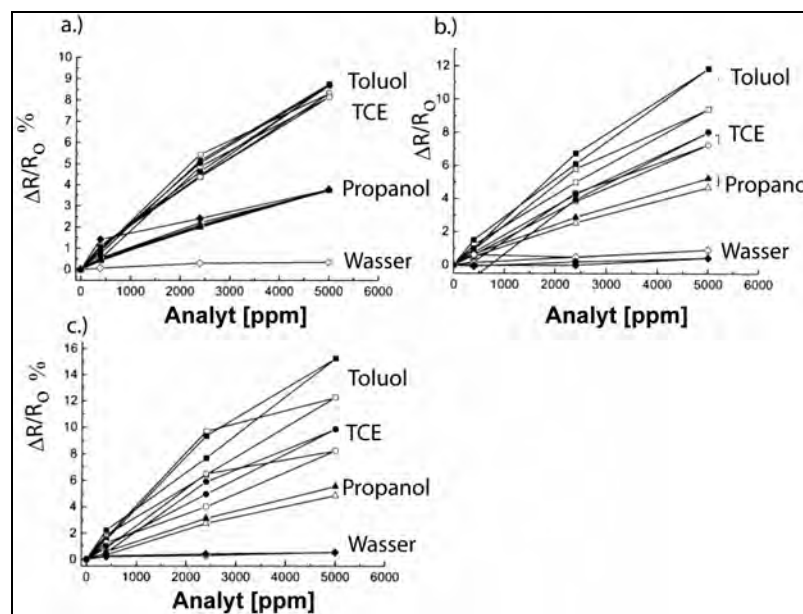 a.)
ΔR/R_O %
10
9
8
7
6
5
4
3
2
1
0
0 1000 2000 3000 4000 5000 6000
Analyt [ppm]
Toluol
TCE
Propanol
Wasser
b.)
ΔR/R_O
12
10
8
6
4
2
0
0 1000 2000 3000 4000 5000 6000
Analyt [ppm]
Toluol
TCE
Propanol
Wasser
c.)
ΔR/R_O %
16
14
12
10
8
6
4
2
0
0 1000 2000 3000 4000 5000 6000
Analyt [ppm]
Toluol
TCE
Propanol
Wasser